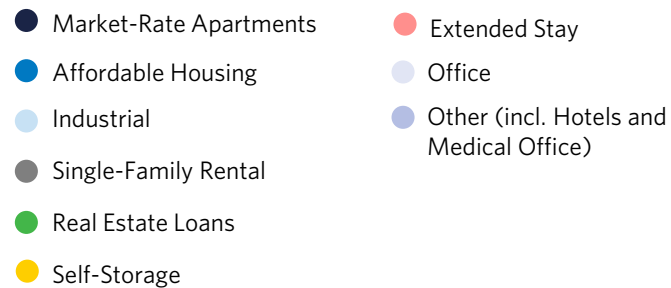 Market-Rate Apartments
Affordable Housing
Industrial
Single-Family Rental
Real Estate Loans
Self-Storage
Extended Stay
Office
Other (incl. Hotels and
Medical Office)